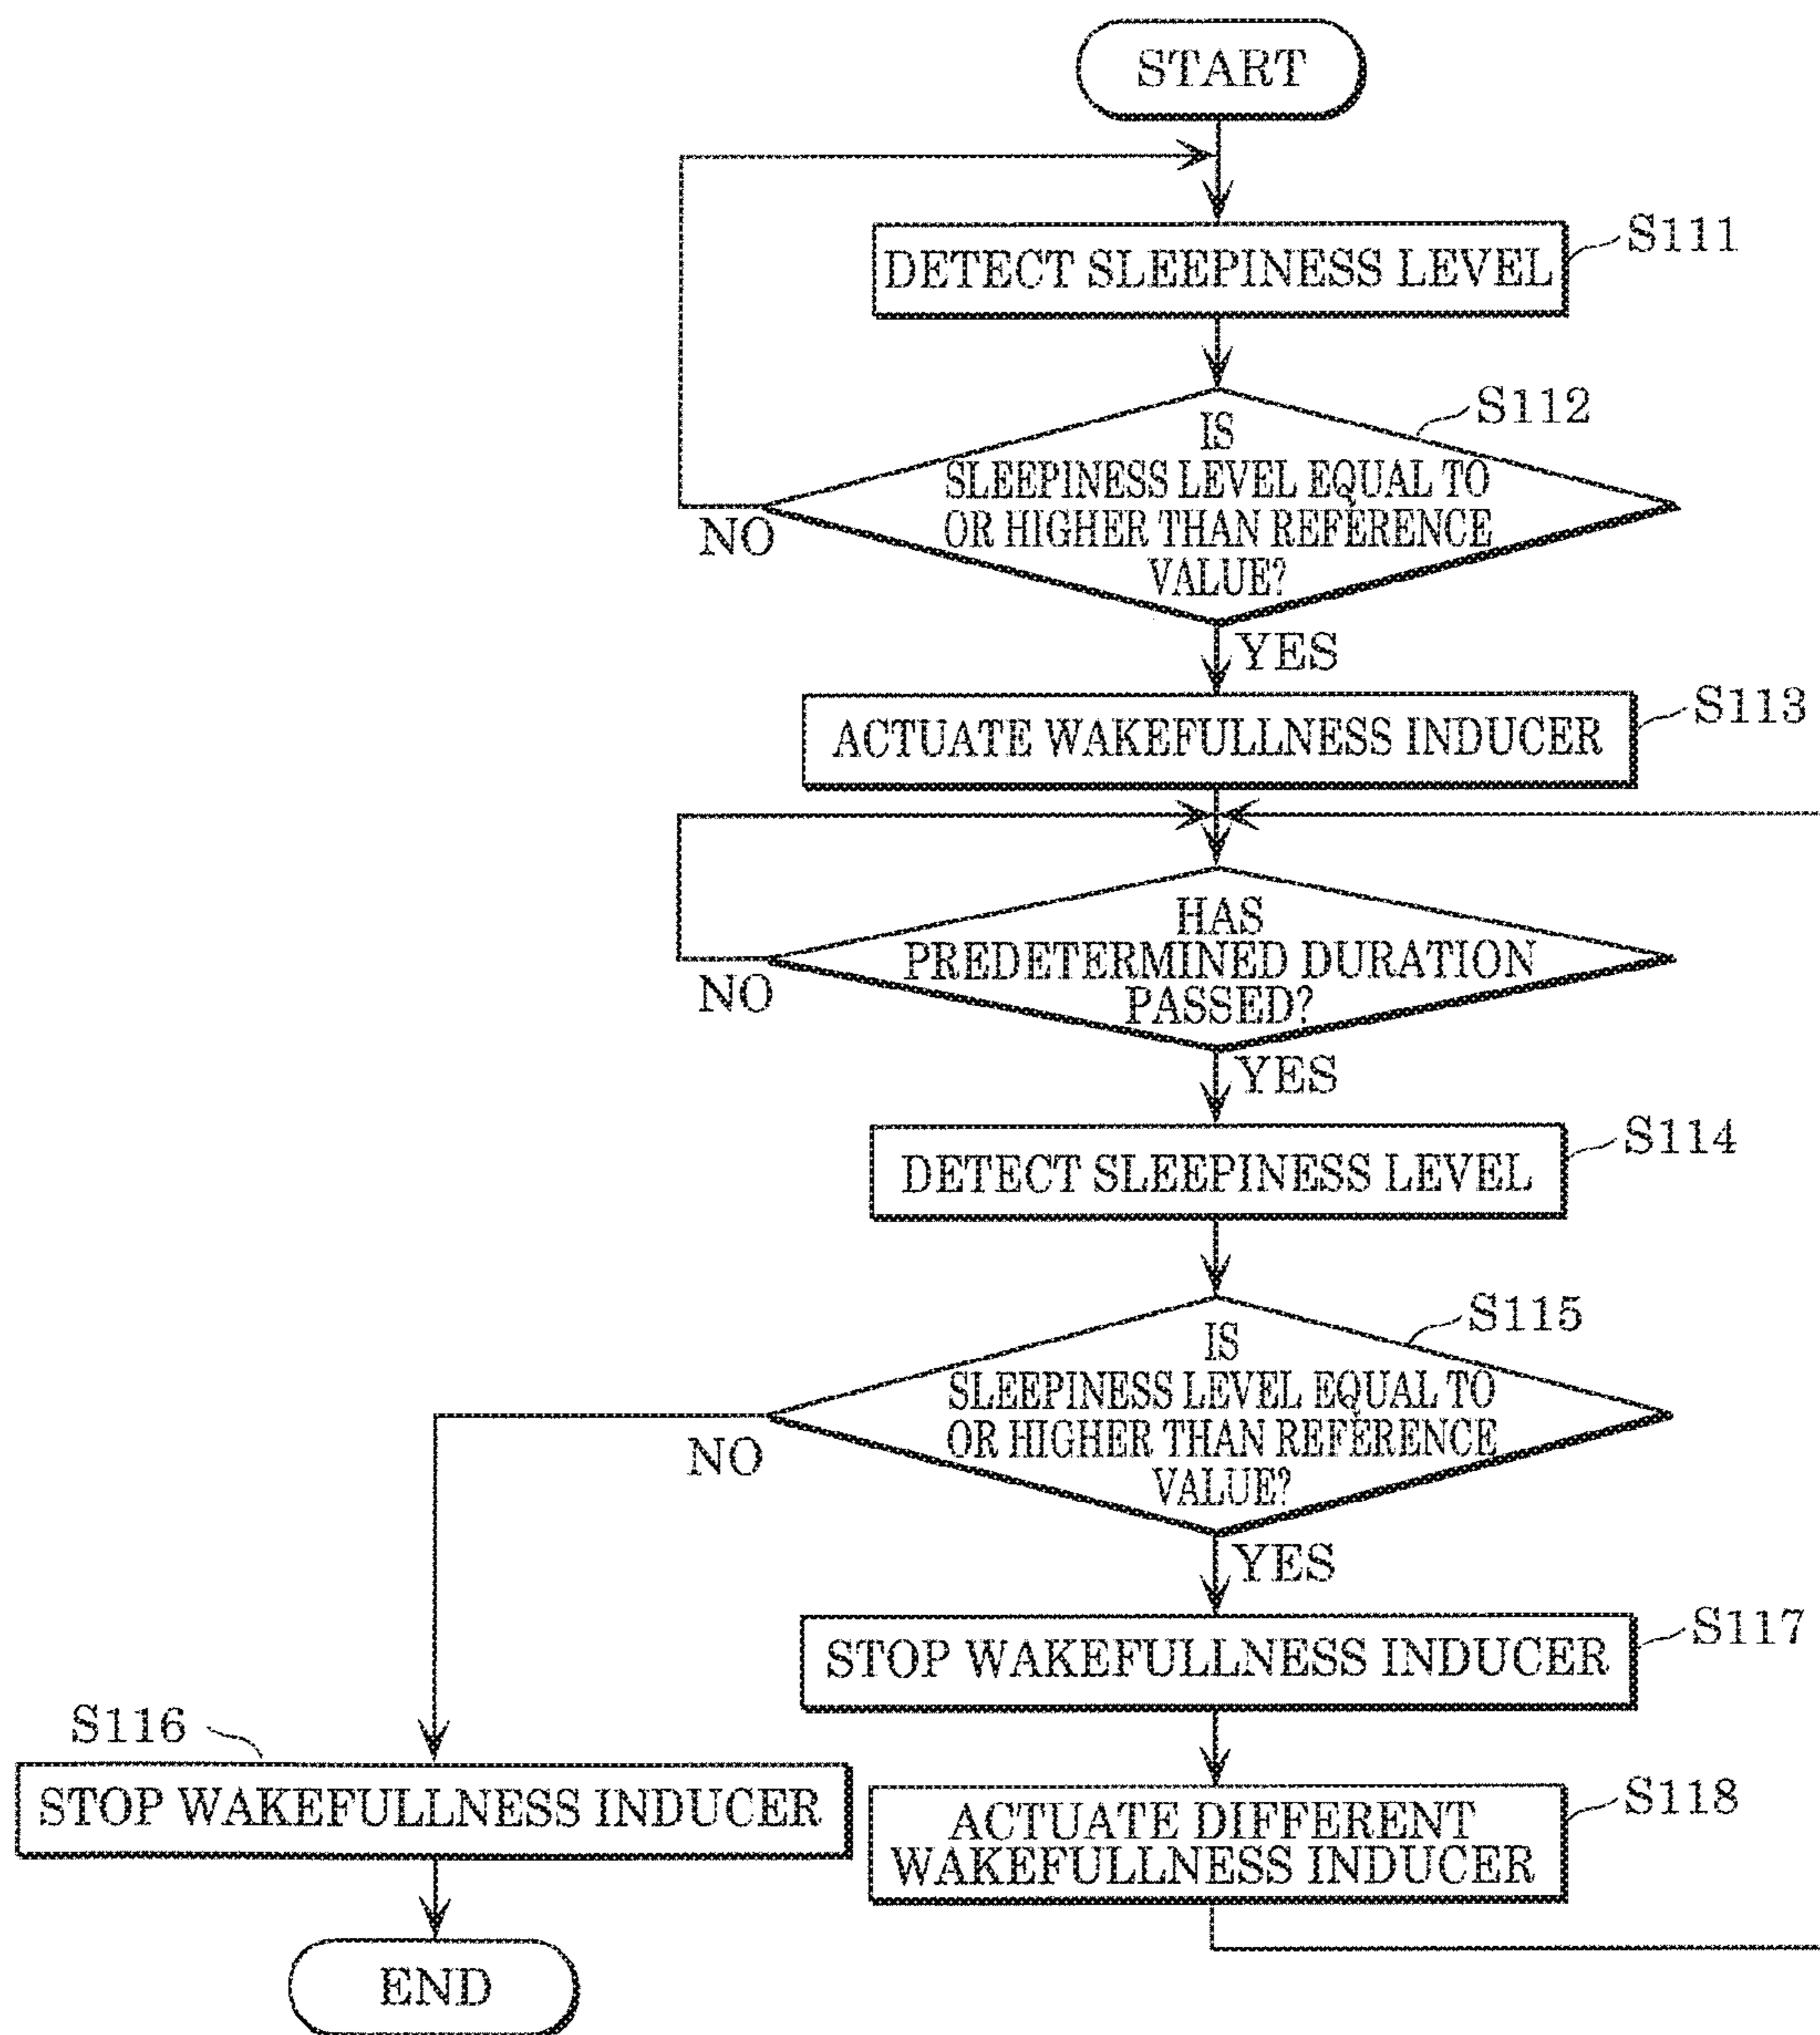 START
DETECT SLEEPINESS LEVEL
S111
S112
IS
SLEEPINESS LEVEL EQUAL TO
OR HIGHER THAN REFERENCE
VALUE?
NO
YES
ACTUATE WAKEFULLNESS INDUCER
S113
HAS
PREDETERMINED DURATION
PASSED?
NO
YES
DETECT SLEEPINESS LEVEL
S114
S115
IS
SLEEPINESS LEVEL EQUAL TO
OR HIGHER THAN REFERENCE
VALUE?
NO
YES
STOP WAKEFULLNESS INDUCER
S117
S116
STOP WAKEFULLNESS INDUCER
ACTUATE DIFFERENT
WAKEFULLNESS INDUCER
S118
END